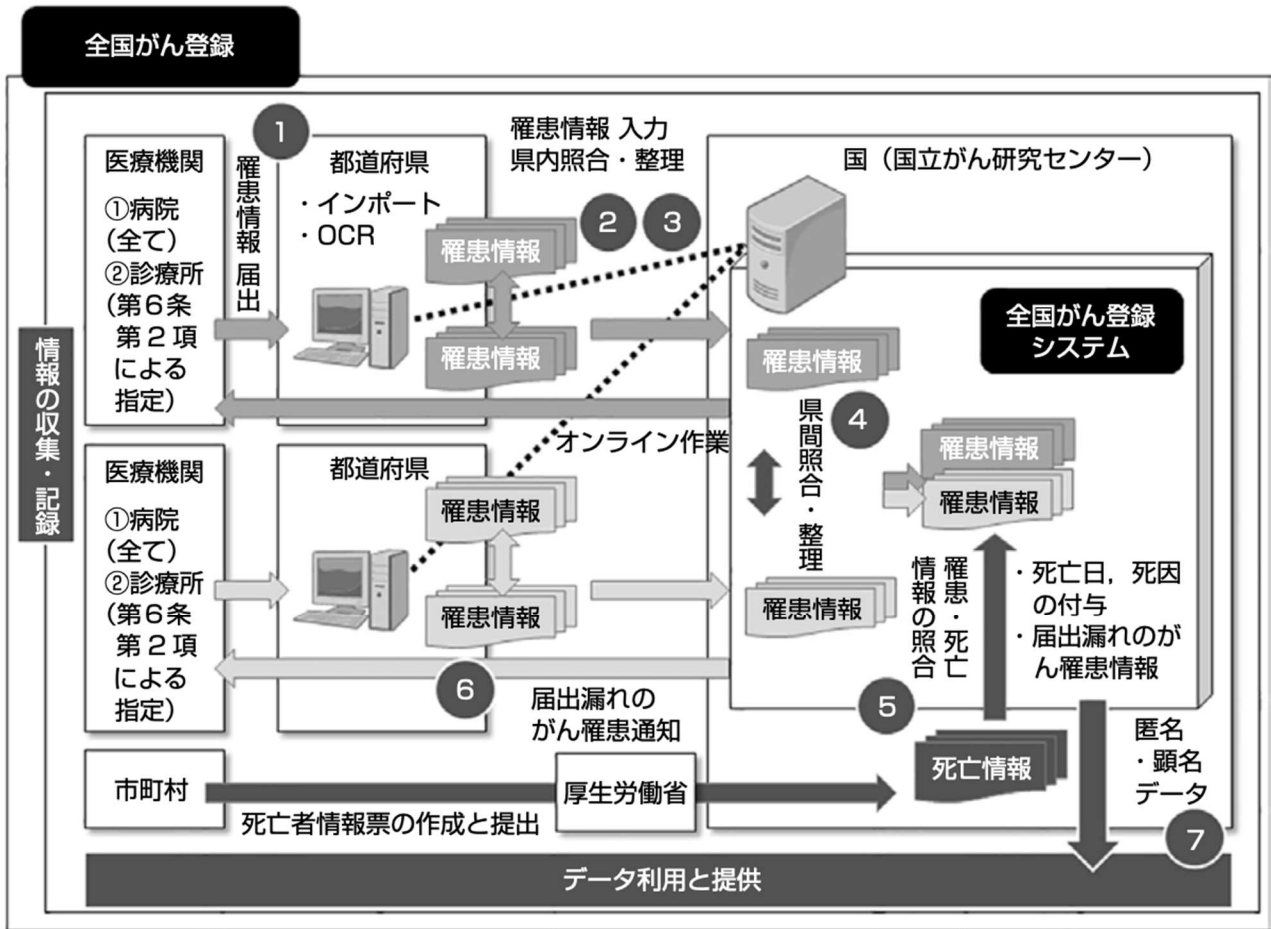 全国がん登録
情報の収集・記録
医療機関
①病院
(全て)
②診療所
(第6条
第2項
による
指定)
罹患情報 届出
1
都道府県
・インポート
・OCR
罹患情報 入力
県内照合・整理
2
3
罹患情報
罹患情報
国（国立がん研究センター）
全国がん登録
システム
罹患情報
県間照合・整理
4
罹患情報
罹患情報
オンライン作業
医療機関
①病院
(全て)
②診療所
(第6条
第2項
による
指定)
都道府県
罹患情報
罹患情報
罹患情報
罹患・死亡
情報の照合
・死亡日，死因
の付与
・届出漏れのが
ん罹患情報
6
届出漏れの
がん罹患通知
5
死亡情報
匿名
・顕名
データ
7
市町村
死亡者情報票の作成と提出
厚生労働省
データ利用と提供